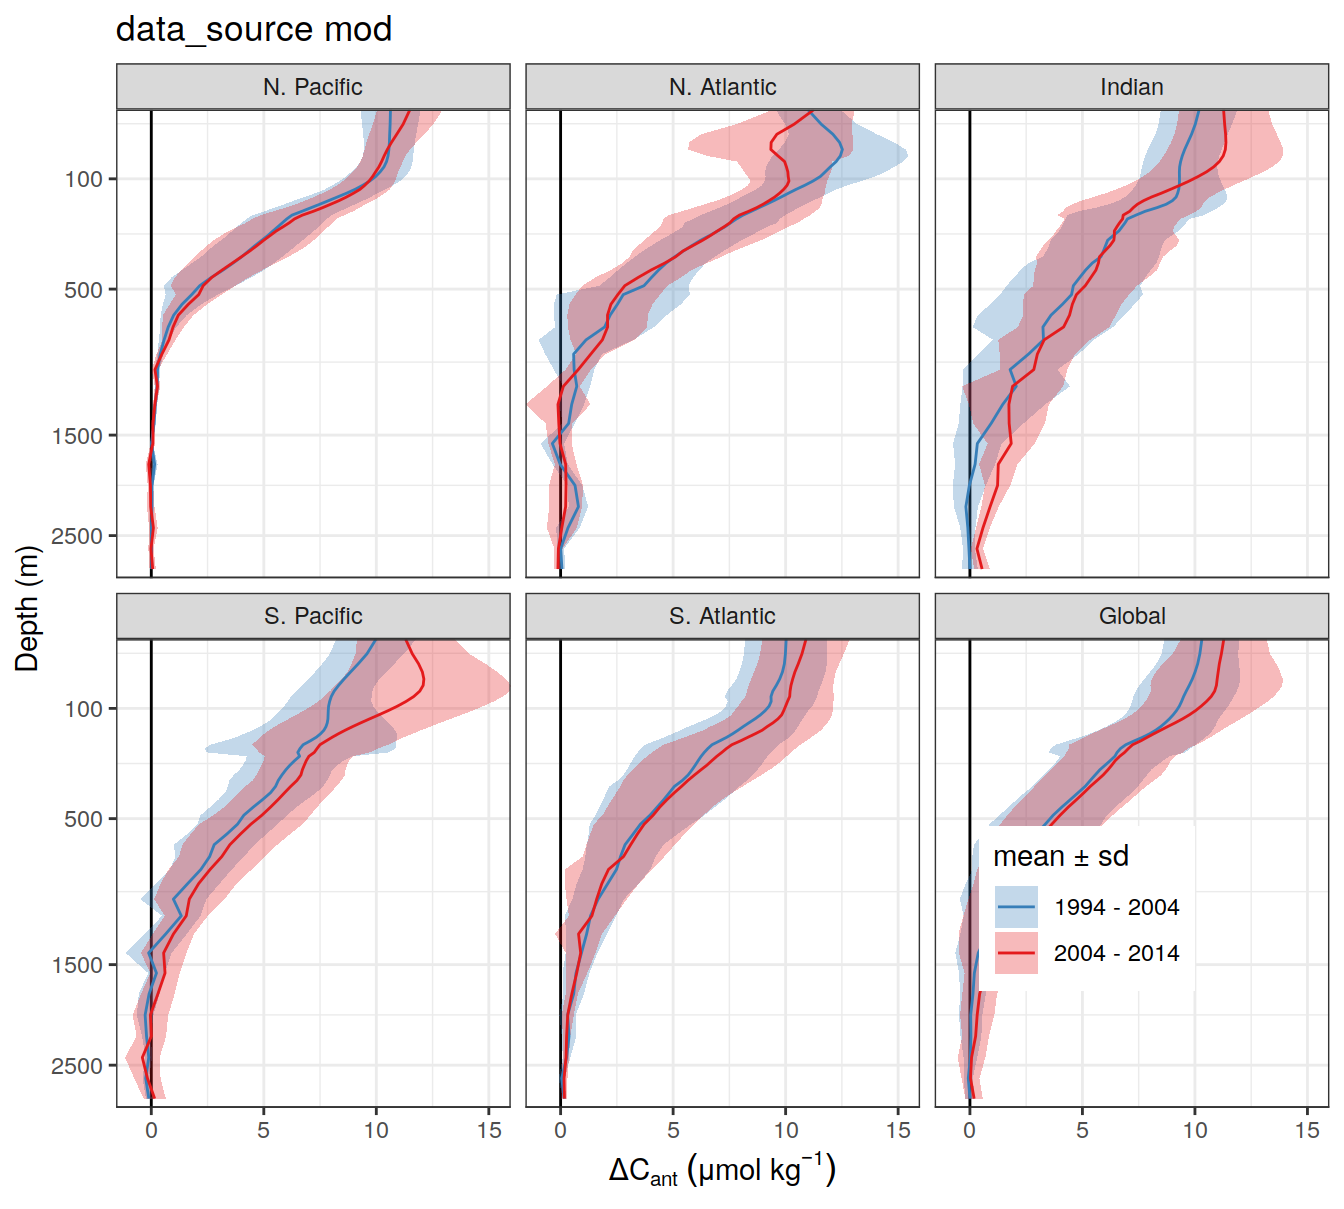 data_source mod
N. Pacific
N. Atlantic
Indian
100
500
1500
2500
Depth (m)
S. Pacific
S. Atlantic
Global
100
500
1500
2500
mean ± sd
1994 - 2004
2004 - 2014
0 5 10 15
0 5 10 15
0 5 10 15
ΔCant (μmol kg−1)